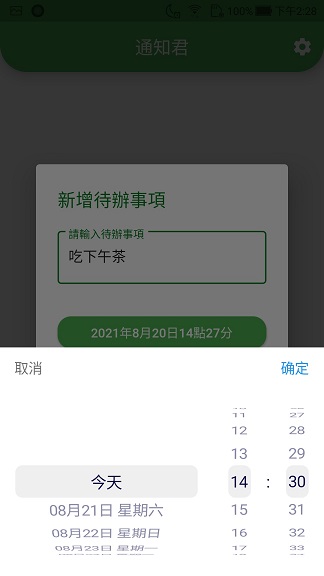 100% 下午2:28
通知君
新增待辦事項
請輸入待辦事項
吃下午茶
2021年8月20日14點27分
取消 确定
11 27
12 28
13 29
今天 14 : 30
08月21日 星期六 15 31
08月22日 星期日 16 32
08月23日 星期一 17 33